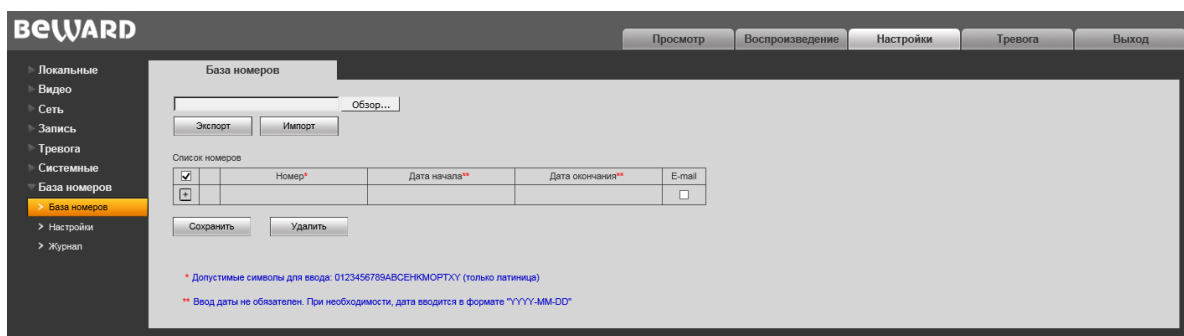 BEWARD
Просмотр Воспроизведение Настройки Тревога Выход
Локальные
Видео
Сеть
Запись
Тревога
Системные
База номеров
База номеров
Настройки
Журнал
База номеров
Обзор...
Экспорт Импорт
Список номеров
Номер* Дата начала** Дата окончания** E-mail
Сохранить Удалить
* Допустимые символы для ввода: 0123456789ABCEHKMOPTXY (только латиница)
** Ввод даты не обязателен. При необходимости, дата вводится в формате "YYYY-MM-DD"